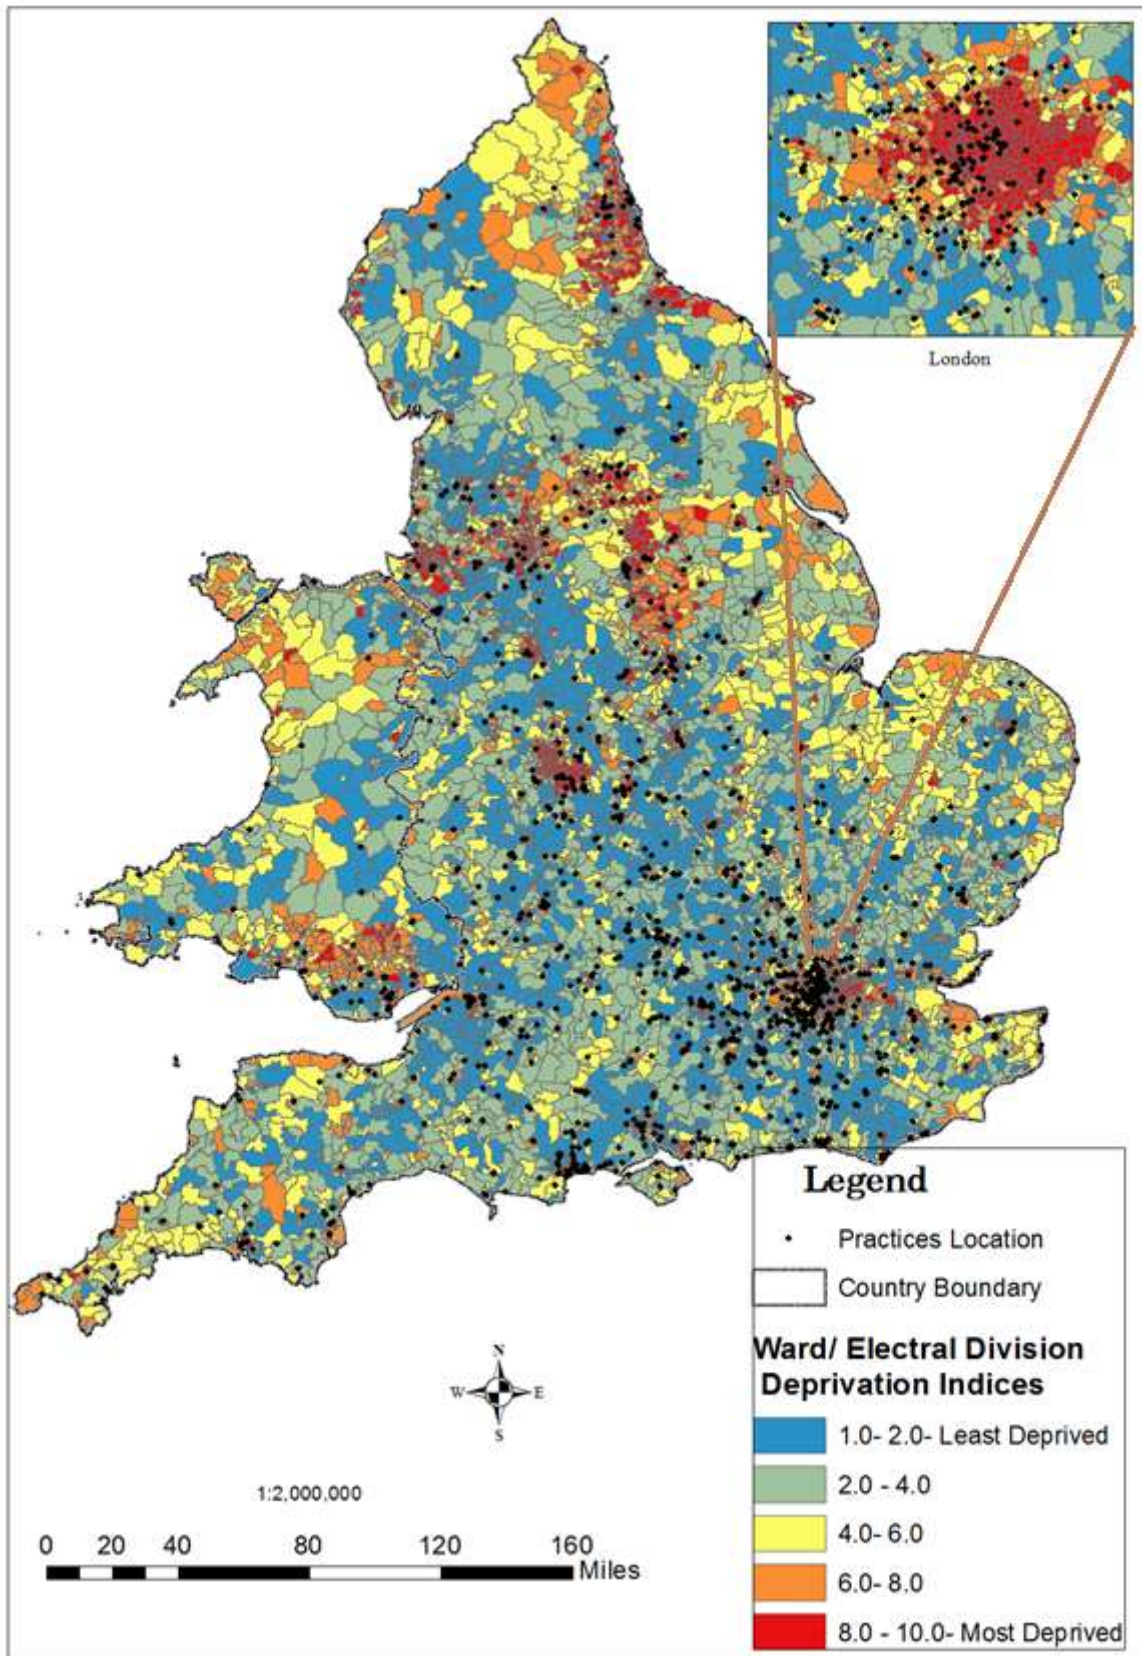 London
Legend
Practices Location
Country Boundary
Ward/ Electral Division
Deprivation Indices
1.0- 2.0- Least Deprived
2.0 - 4.0
4.0- 6.0
6.0- 8.0
8.0 - 10.0- Most Deprived
N
W E
S
1:2,000,000
0 20 40 80 120 160
Miles